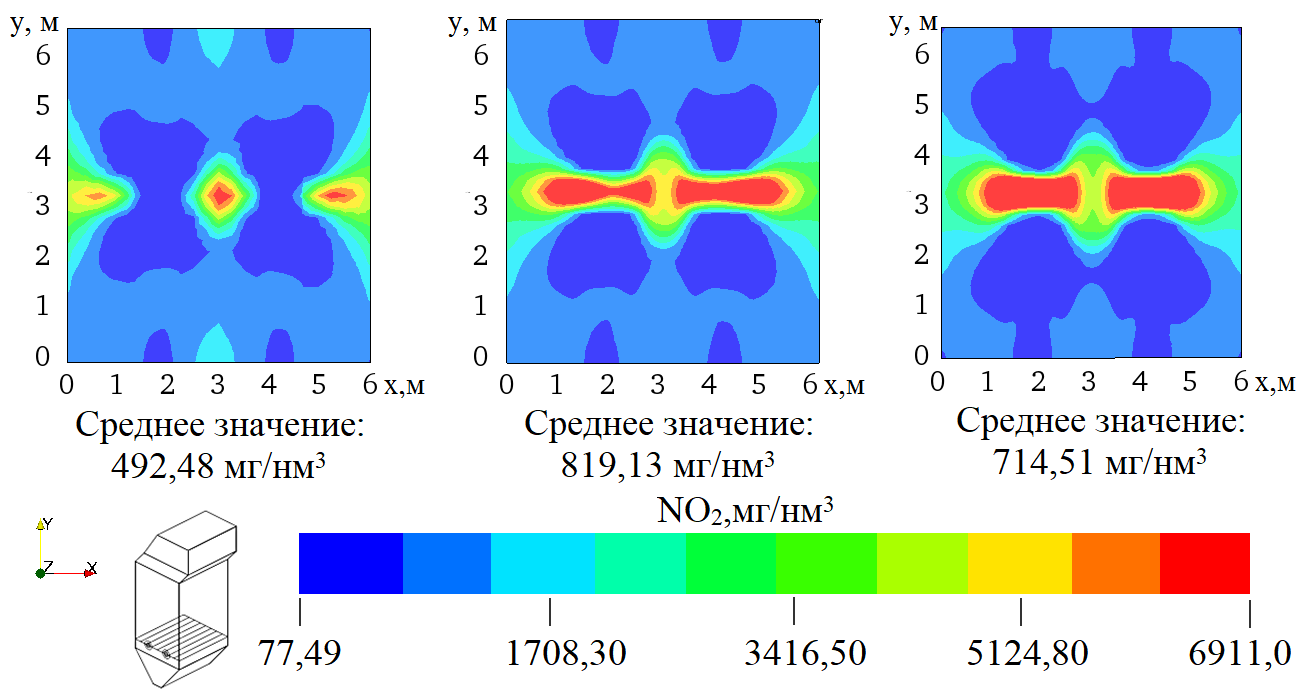 y, м y, м y, м
6 6 6
5 5 5
4 4 4
3 3 3
2 2 2
1 1 1
0 0 0
0 1 2 3 4 5 6 x,м 0 1 2 3 4 5 6 x,м 0 1 2 3 4 5 6 x,м
Среднее значение: Среднее значение: Среднее значение:
492,48 мг/нм³ 819,13 мг/нм³ 714,51 мг/нм³
NO₂,мг/нм³
Y
Z X
77,49 1708,30 3416,50 5124,80 6911,0